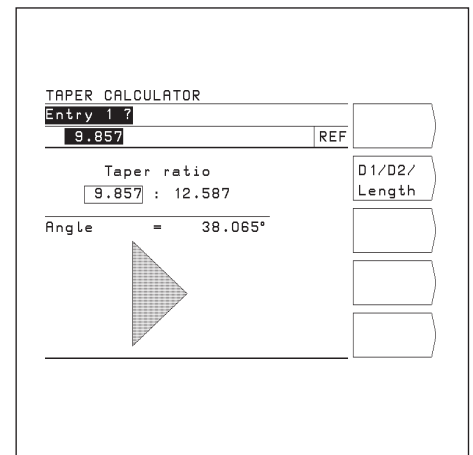 TAPER CALCULATOR
Entry 1 ?
9.857
REF
Taper ratio
9.857 : 12.587
Angle = 38.065°
D1/D2/
Length